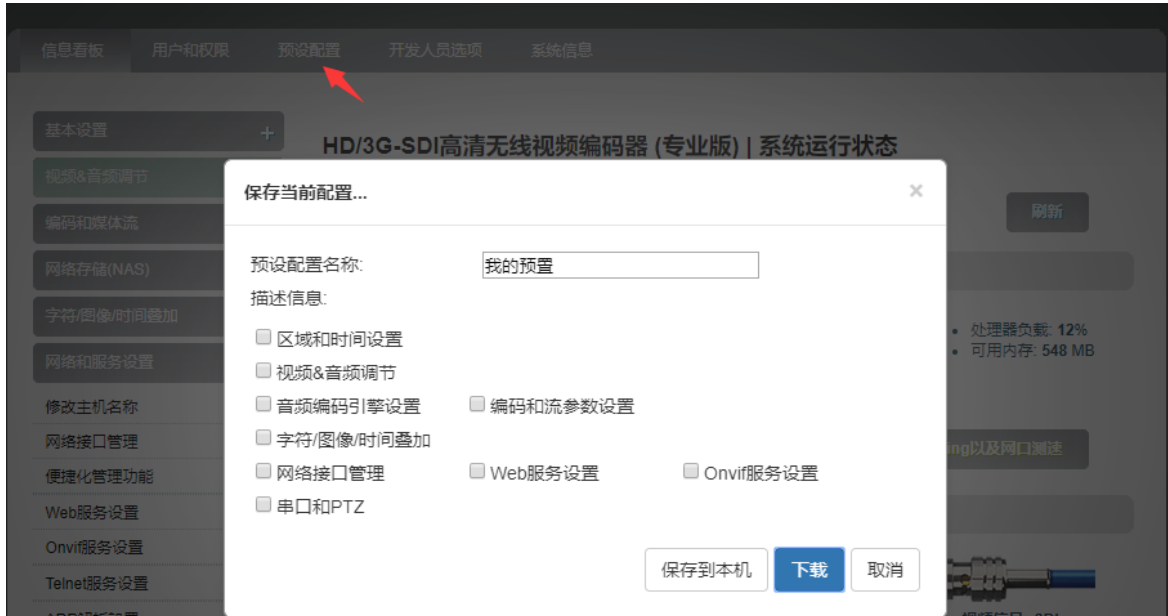 信息看板 用户和权限 预设配置 开发人员选项 系统信息
基本设置 +
HD/3G-SDI高清无线视频编码器 (专业版) | 系统运行状态
视频&音频调节
保存当前配置... ×
编码和媒体流
刷新
网络存储(NAS)
预设配置名称: 我的预置
描述信息:
字符/图像/时间叠加
区域和时间设置
处理器负载: 12%
可用内存: 548 MB
网络和服务设置
视频&音频调节
修改主机名称
音频编码引擎设置 编码和流参数设置
网络接口管理
字符/图像/时间叠加
ing以及网口测速
便捷化管理功能
网络接口管理 Web服务设置 Onvif服务设置
Web服务设置
串口和PTZ
Onvif服务设置
保存到本机 下载 取消
Telnet服务设置